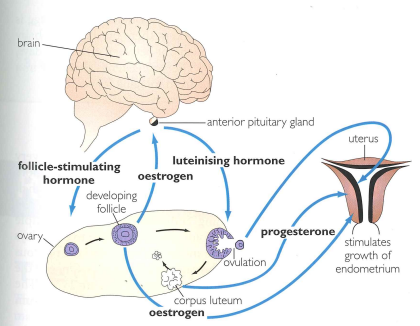 brain
anterior pituitary gland
uterus
follicle-stimulating
hormone
oestrogen
luteinising hormone
developing
follicle
ovary
progesterone
ovulation
stimulates
growth of
endometrium
corpus luteum
oestrogen